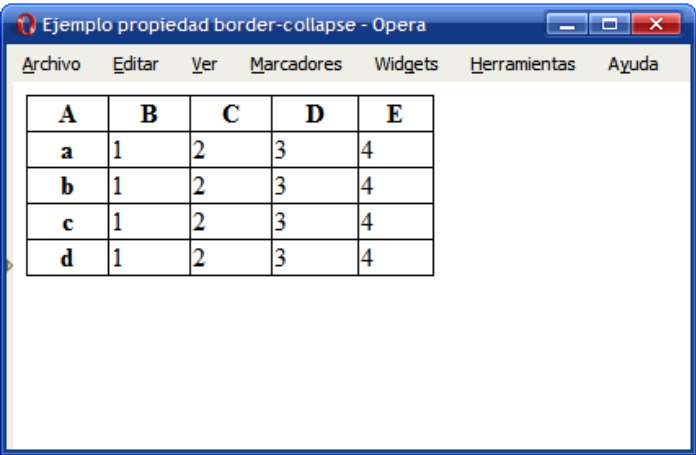 Ejemplo propiedad border-collapse - Opera
Archivo Editar Ver Marcadores Widgets Herramientas Ayuda
A B C D E
a 1 2 3 4
b 1 2 3 4
c 1 2 3 4
d 1 2 3 4